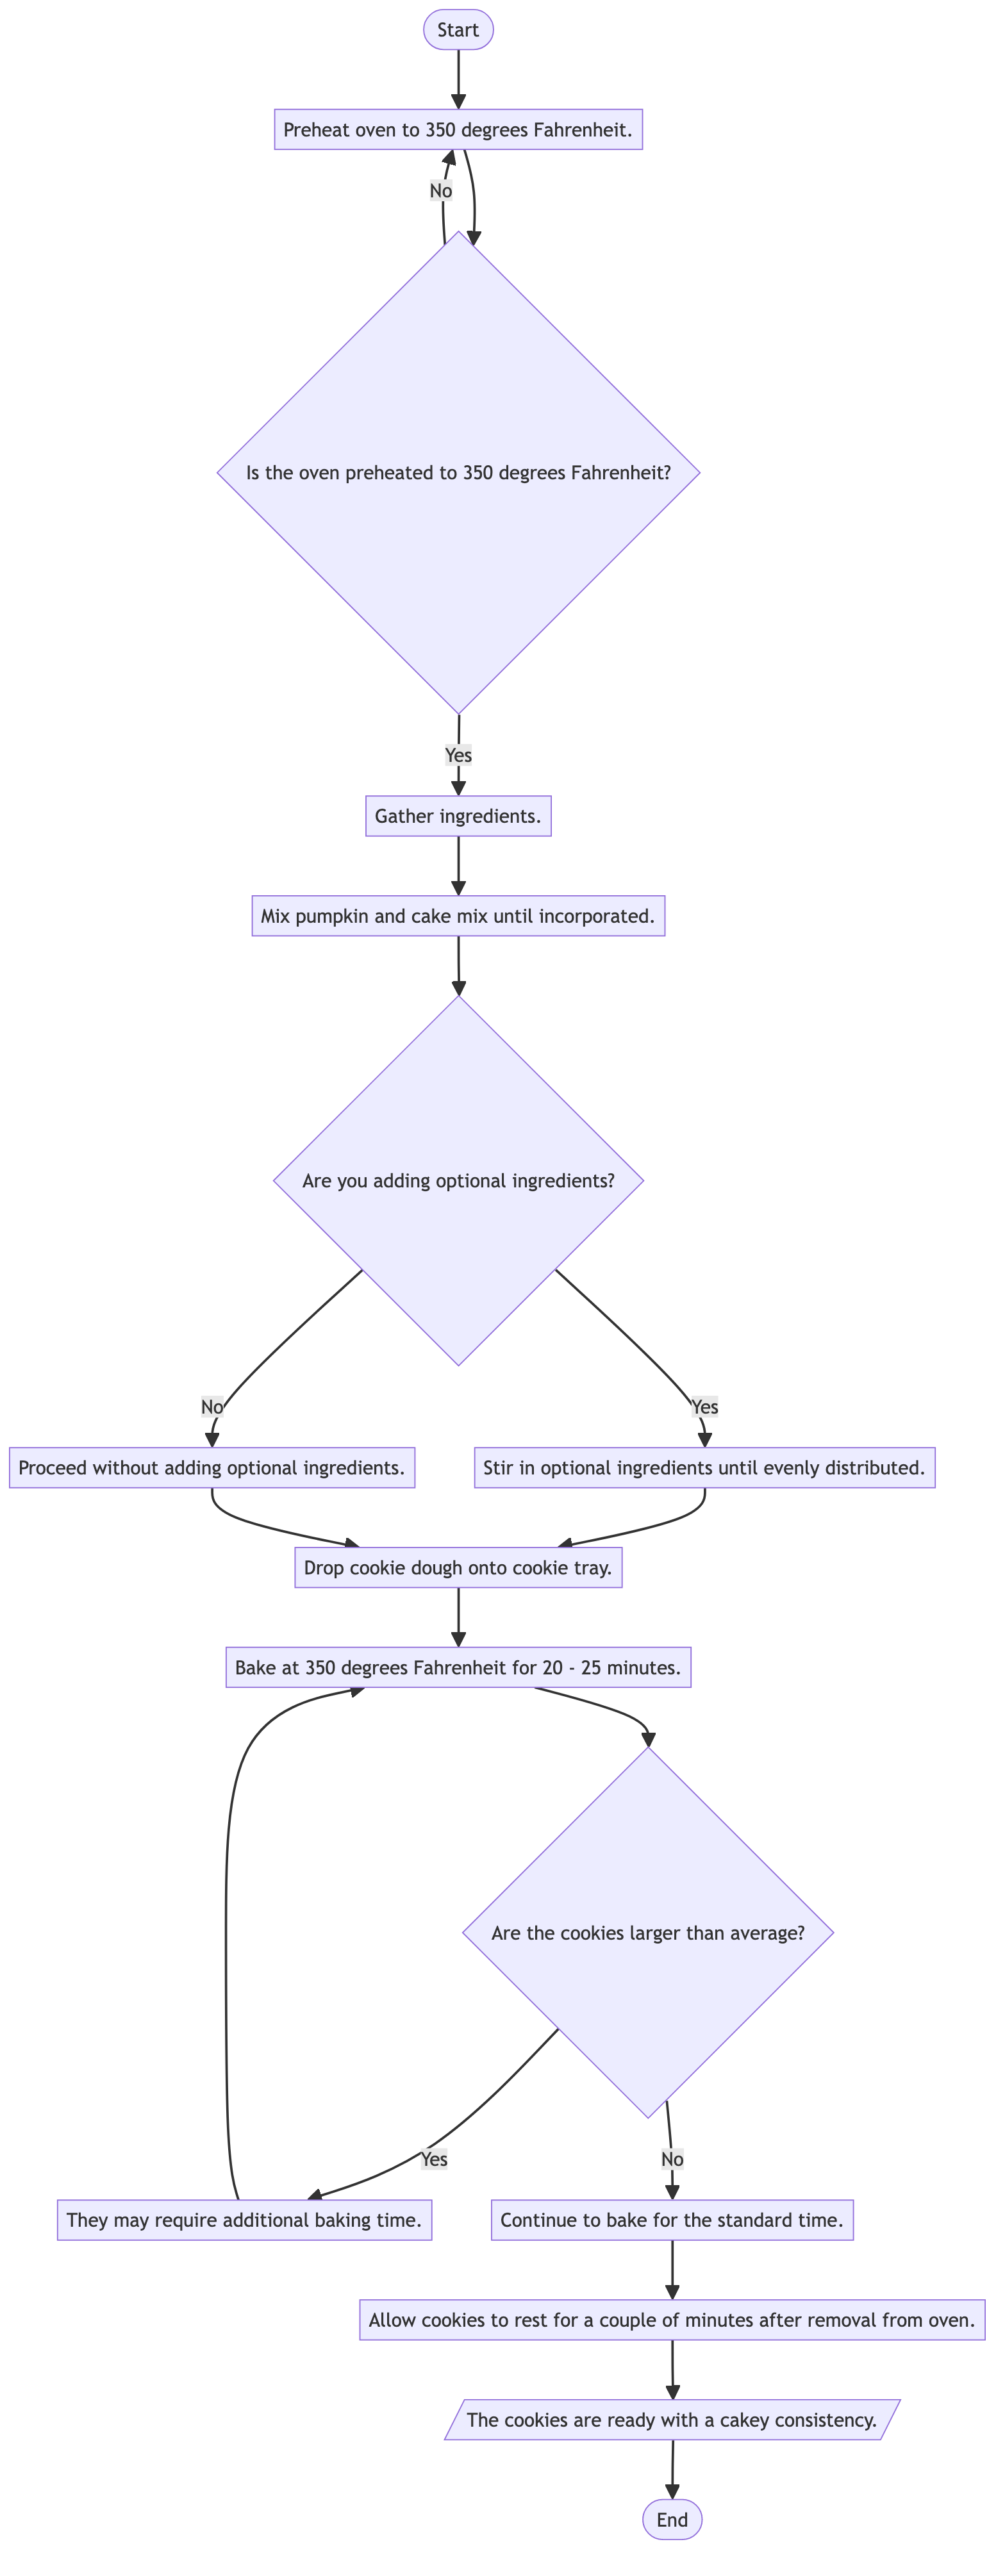 Start
Preheat oven to 350 degrees Fahrenheit.
No
Is the oven preheated to 350 degrees Fahrenheit?
Yes
Gather ingredients.
Mix pumpkin and cake mix until incorporated.
Are you adding optional ingredients?
No
Yes
Proceed without adding optional ingredients.
Stir in optional ingredients until evenly distributed.
Drop cookie dough onto cookie tray.
Bake at 350 degrees Fahrenheit for 20 - 25 minutes.
Are the cookies larger than average?
Yes
No
They may require additional baking time.
Continue to bake for the standard time.
Allow cookies to rest for a couple of minutes after removal from oven.
The cookies are ready with a cakey consistency.
End